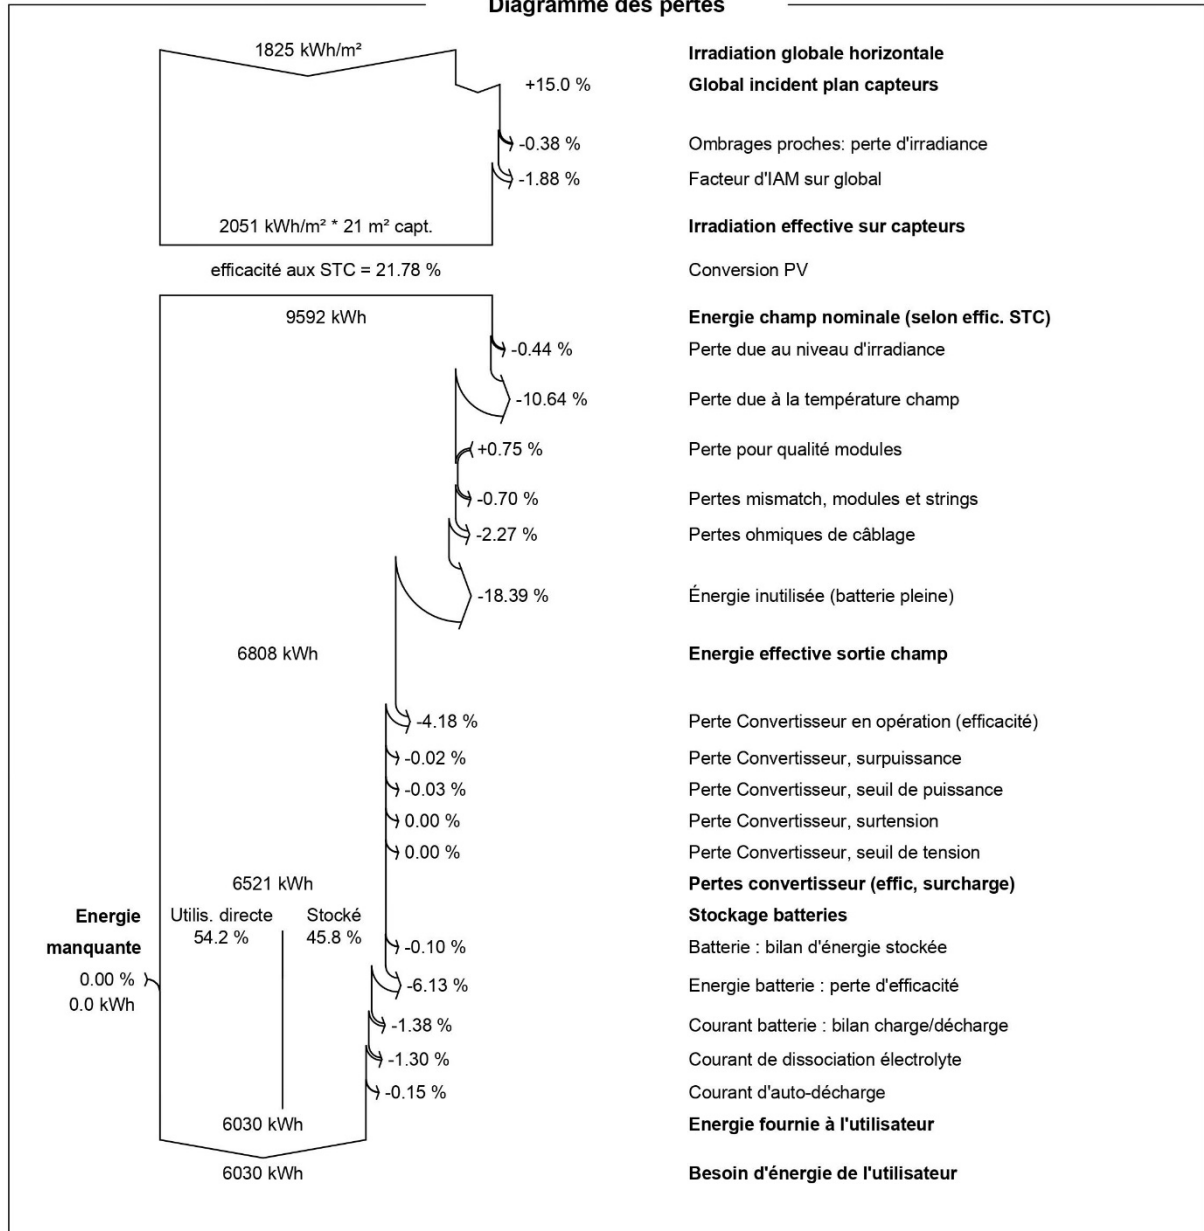 Diagramme des pertes
1825 kWh/m² Irradiation globale horizontale
+15.0 % Global incident plan capteurs
-0.38 % Ombrages proches: perte d'irradiance
-1.88 % Facteur d'IAM sur global
2051 kWh/m² * 21 m² capt. Irradiation effective sur capteurs
efficacité aux STC = 21.78 % Conversion PV
9592 kWh Energie champ nominale (selon effic. STC)
-0.44 % Perte due au niveau d'irradiance
-10.64 % Perte due à la température champ
+0.75 % Perte pour qualité modules
-0.70 % Pertes mismatch, modules et strings
-2.27 % Pertes ohmiques de câblage
-18.39 % Énergie inutilisée (batterie pleine)
6808 kWh Energie effective sortie champ
-4.18 % Perte Convertisseur en opération (efficacité)
-0.02 % Perte Convertisseur, surpuissance
-0.03 % Perte Convertisseur, seuil de puissance
0.00 % Perte Convertisseur, surtension
0.00 % Perte Convertisseur, seuil de tension
6521 kWh Pertes convertisseur (effic, surcharge)
Energie Utilis. directe Stocké Stockage batteries
manquante 54.2 % 45.8 % -0.10 % Batterie : bilan d'énergie stockée
0.00 % -6.13 % Energie batterie : perte d'efficacité
0.0 kWh
-1.38 % Courant batterie : bilan charge/décharge
-1.30 % Courant de dissociation électrolyte
-0.15 % Courant d'auto-décharge
6030 kWh Energie fournie à l'utilisateur
6030 kWh Besoin d'énergie de l'utilisateur